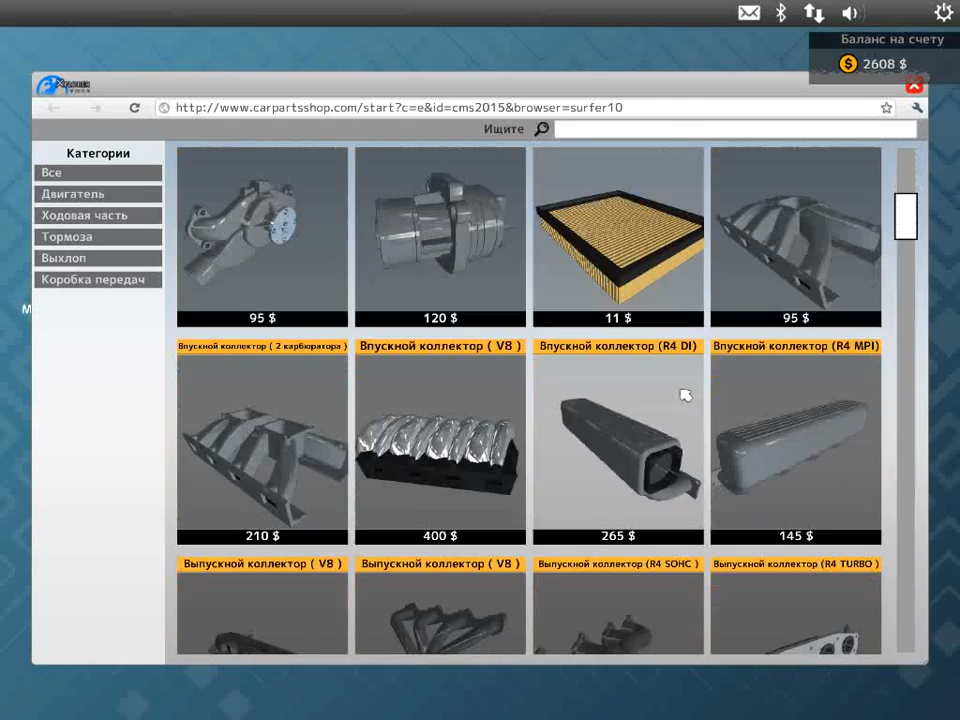 Баланс на счету
$ 2608 $
XPLORER
http://www.carpartsshop.com/start?c=e&id=cms2015&browser=surfer10
Ищите
Категории
Все
Двигатель
Ходовая часть
Тормоза
Выхлоп
Коробка передач
М
95 $ 120 $ 11 $ 95 $
Впускной коллектор ( 2 карбюратора ) Впускной коллектор ( V8 ) Впускной коллектор (R4 DI) Впускной коллектор (R4 MPI)
210 $ 400 $ 265 $ 145 $
Выпускной коллектор ( V8 ) Выпускной коллектор ( V8 ) Выпускной коллектор (R4 SOHC ) Выпускной коллектор (R4 TURBO )